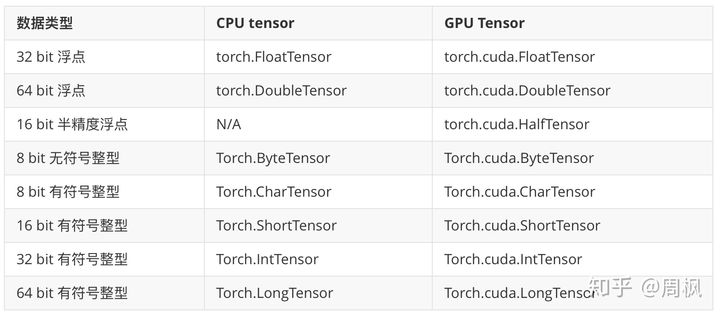 数据类型 CPU tensor GPU Tensor
32 bit 浮点 torch.FloatTensor torch.cuda.FloatTensor
64 bit 浮点 torch.DoubleTensor torch.cuda.DoubleTensor
16 bit 半精度浮点 N/A torch.cuda.HalfTensor
8 bit 无符号整型 Torch.ByteTensor Torch.cuda.ByteTensor
8 bit 有符号整型 Torch.CharTensor Torch.cuda.CharTensor
16 bit 有符号整型 Torch.ShortTensor Torch.cuda.ShortTensor
32 bit 有符号整型 Torch.IntTensor Torch.cuda.IntTensor
64 bit 有符号整型 Torch.LongTensor Torch.cuda.LongTensor
知乎 @周枫